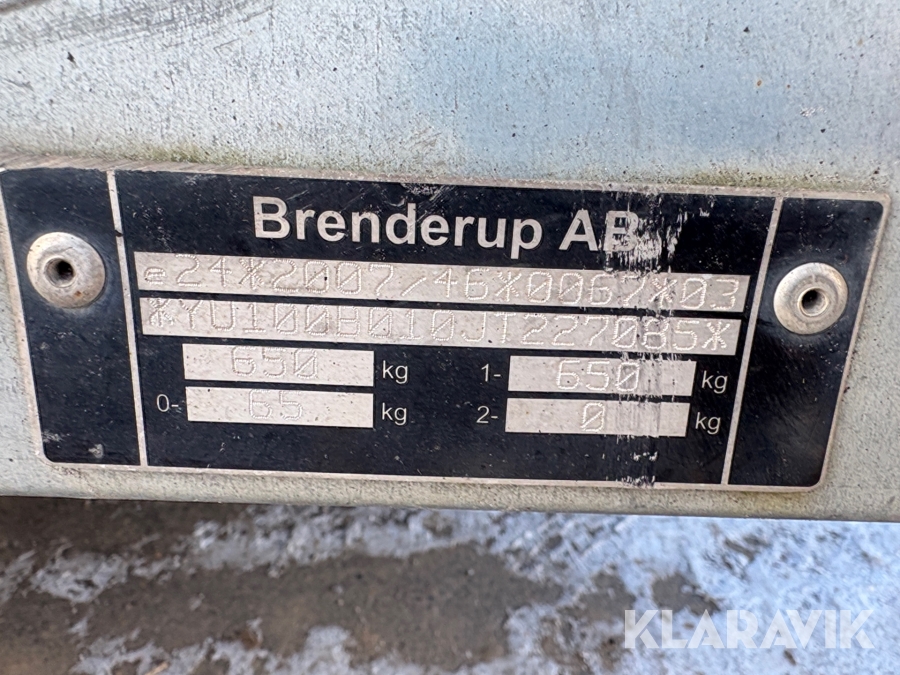 Brenderup AB
e24*2007/46*0067*03
*YU100B010JT227085*
650 kg 1- 650 kg
0- 65 kg 2- 0 kg
KLARAVIK